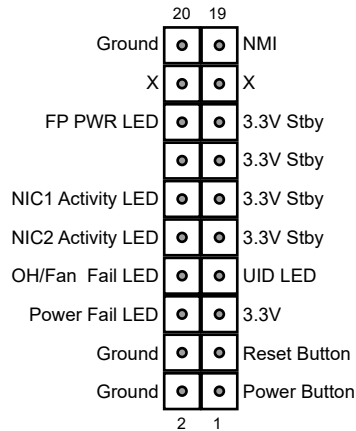 20 19
Ground NMI
X X
FP PWR LED 3.3V Stby
3.3V Stby
NIC1 Activity LED 3.3V Stby
NIC2 Activity LED 3.3V Stby
OH/Fan Fail LED UID LED
Power Fail LED 3.3V
Ground Reset Button
Ground Power Button
2 1